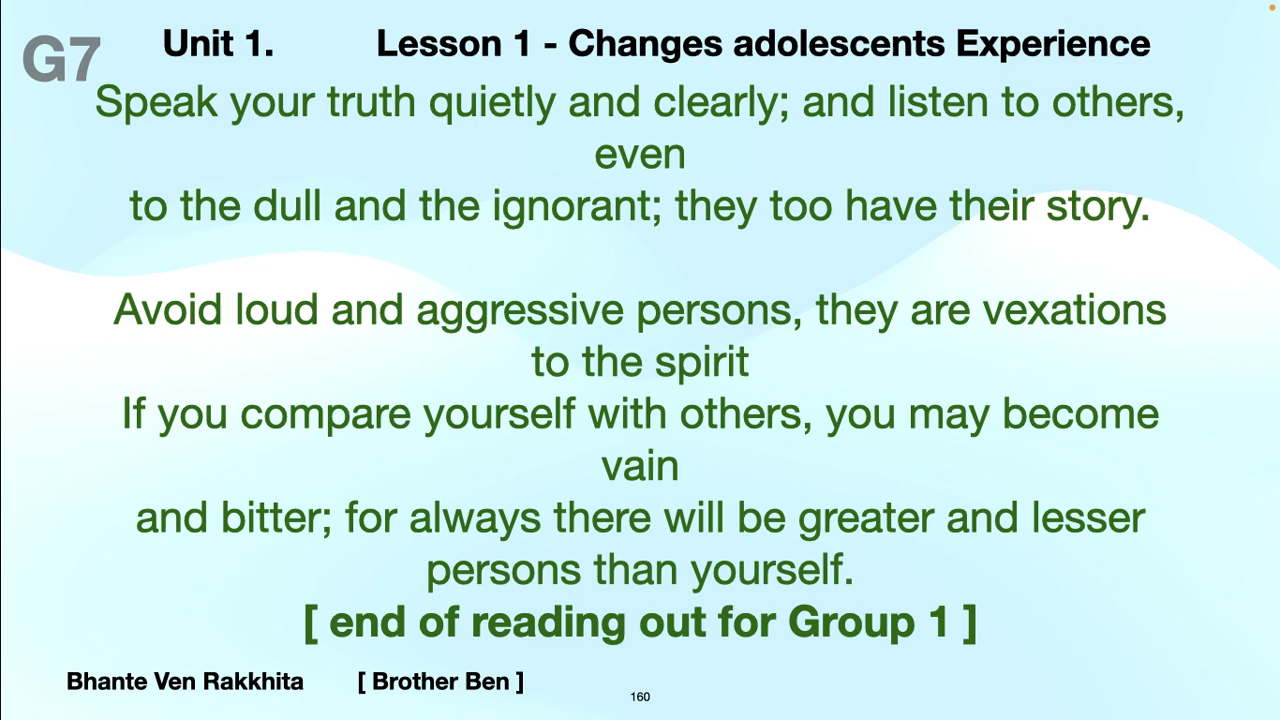 G7
Unit 1. Lesson 1 - Changes adolescents Experience
Speak your truth quietly and clearly; and listen to others,
even
to the dull and the ignorant; they too have their story.
Avoid loud and aggressive persons, they are vexations
to the spirit
If you compare yourself with others, you may become
vain
and bitter; for always there will be greater and lesser
persons than yourself.
[ end of reading out for Group 1 ]
Bhante Ven Rakkhita [ Brother Ben ]
160